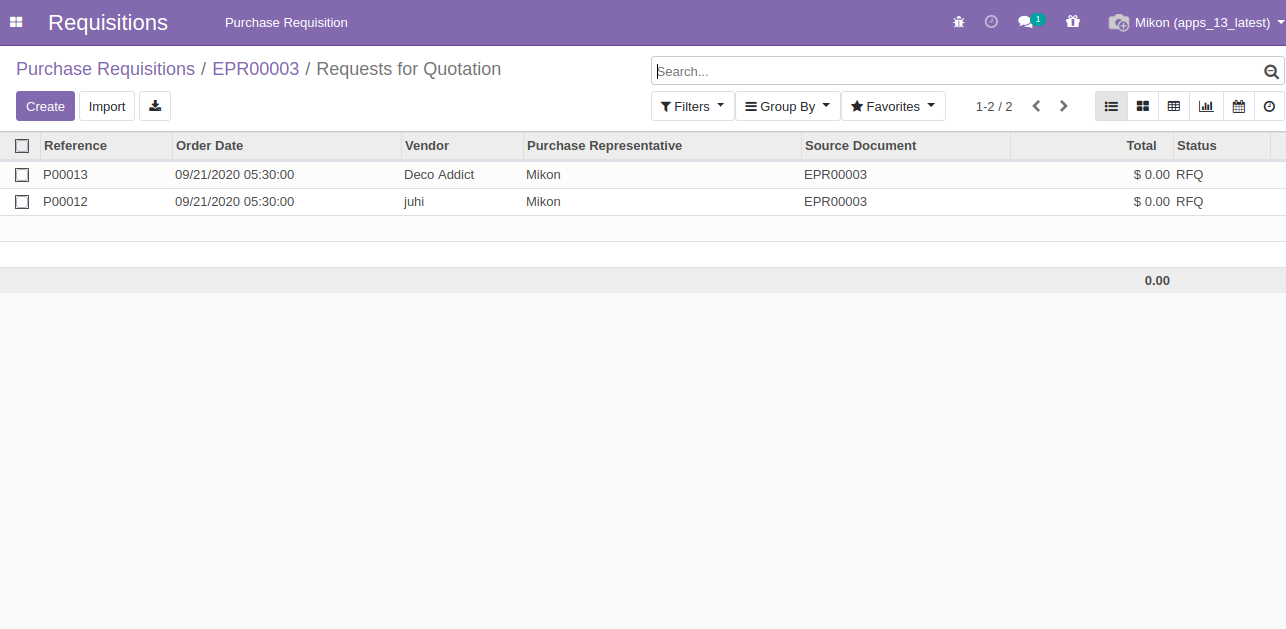 Requisitions Purchase Requisition 1 Mikon (apps_13_latest)
Purchase Requisitions / EPR00003 / Requests for Quotation
Search...
Create Import Filters Group By Favorites 1-2 / 2
Reference Order Date Vendor Purchase Representative Source Document Total Status
P00013 09/21/2020 05:30:00 Deco Addict Mikon EPR00003 $ 0.00 RFQ
P00012 09/21/2020 05:30:00 juhi Mikon EPR00003 $ 0.00 RFQ
0.00